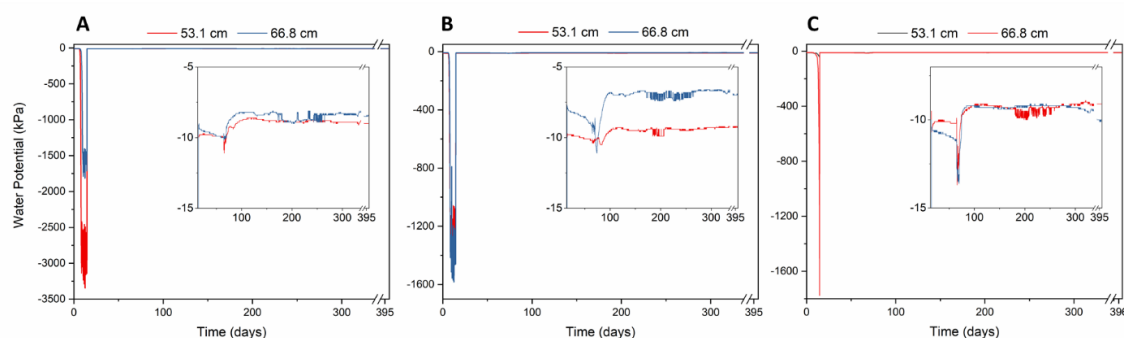 A
53.1 cm 66.8 cm
Water Potential (kPa)
0
-500
-1000
-1500
-2000
-2500
-3000
-3500
0 100 200 300 395
Time (days)
-5
-10
-15
100 200 300 395
B
53.1 cm 66.8 cm
0
-400
-800
-1200
-1600
0 100 200 300 395
Time (days)
-5
-10
-15
100 200 300 395
C
53.1 cm 66.8 cm
0
-400
-800
-1200
-1600
0 100 200 300 396
Time (days)
-10
-15
100 200 300 395